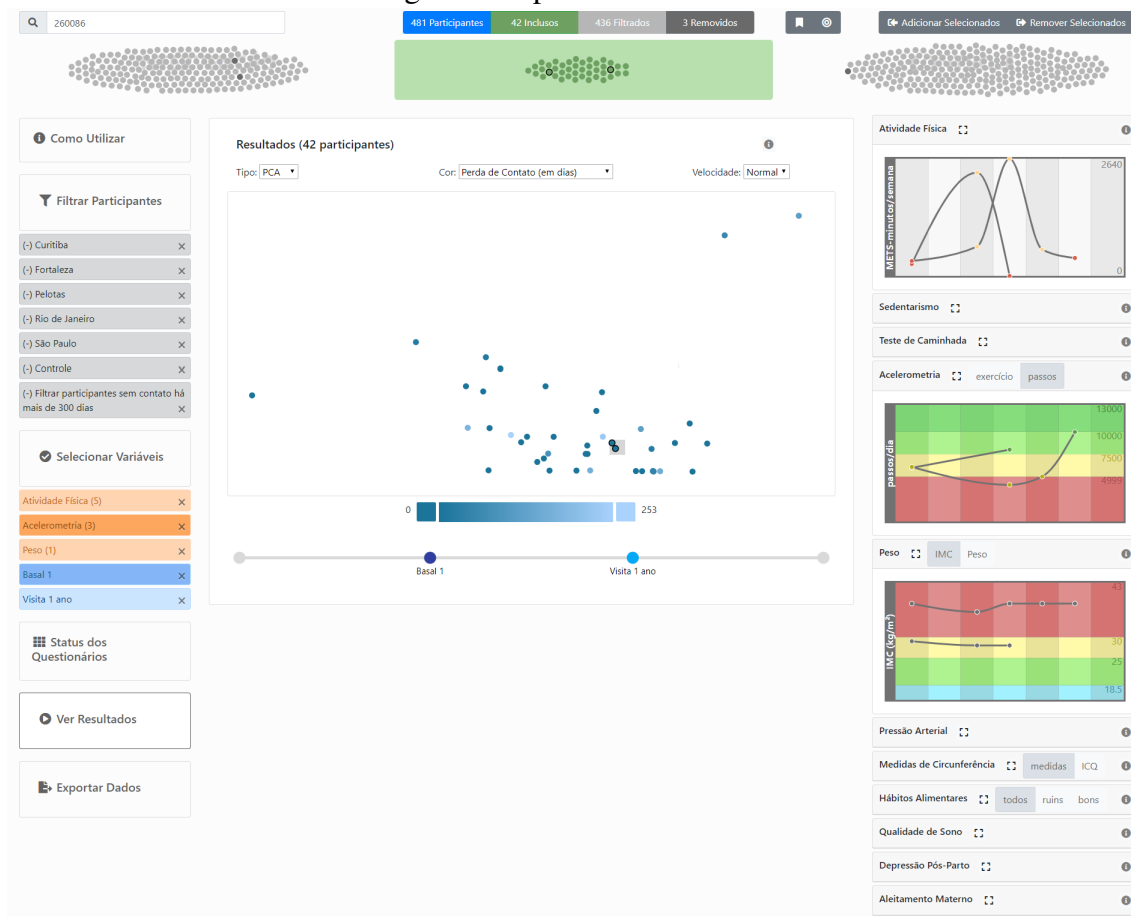 260086
481 Participantes
42 Inclusos
436 Filtrados
3 Removidos
Adicionar Selecionados
Remover Selecionados
Como Utilizar
Filtrar Participantes
(-) Curitiba
(-) Fortaleza
(-) Pelotas
(-) Rio de Janeiro
(-) São Paulo
(-) Controle
(-) Filtrar participantes sem contato há
mais de 300 dias
Selecionar Variáveis
Atividade Física (5)
Acelerometria (3)
Peso (1)
Basal 1
Visita 1 ano
Status dos
Questionários
Ver Resultados
Exportar Dados
Resultados (42 participantes)
Tipo: PCA
Cor: Perda de Contato (em dias)
Velocidade: Normal
0
253
Basal 1
Visita 1 ano
Atividade Física
METS-minutos/semana
2640
0
Sedentarismo
Teste de Caminhada
Acelerometria
exercício
passos
passos/dia
13000
10000
7500
4999
Peso
IMC
Peso
IMC (kg/m²)
43
30
25
18.5
Pressão Arterial
Medidas de Circunferência
medidas
ICQ
Hábitos Alimentares
todos
ruins
bons
Qualidade de Sono
Depressão Pós-Parto
Aleitamento Materno